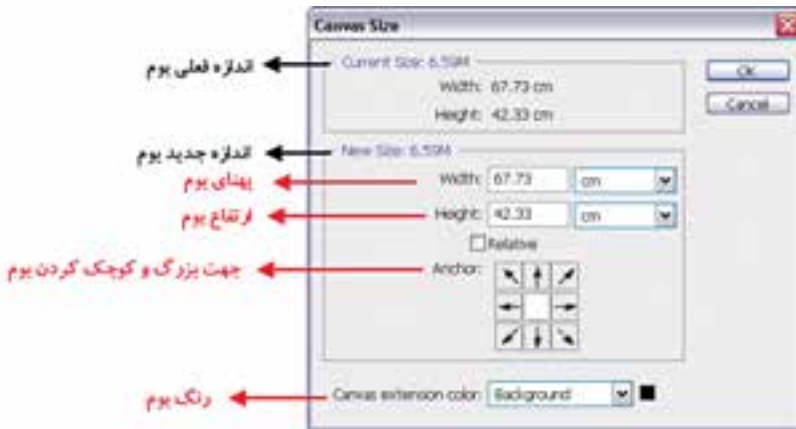 Canvas Size
اندازه فعلی بوم
Current Size: 6.59M
Width: 67.73 cm
Height: 42.33 cm
OK
Cancel
اندازه جدید بوم
New Size: 6.59M
پهنای بوم
Width: 67.73 cm
ارتفاع بوم
Height: 42.33 cm
Relative
جهت بزرگ و کوچک کردن بوم
Anchor:
رنگ بوم
Canvas extension color: Background